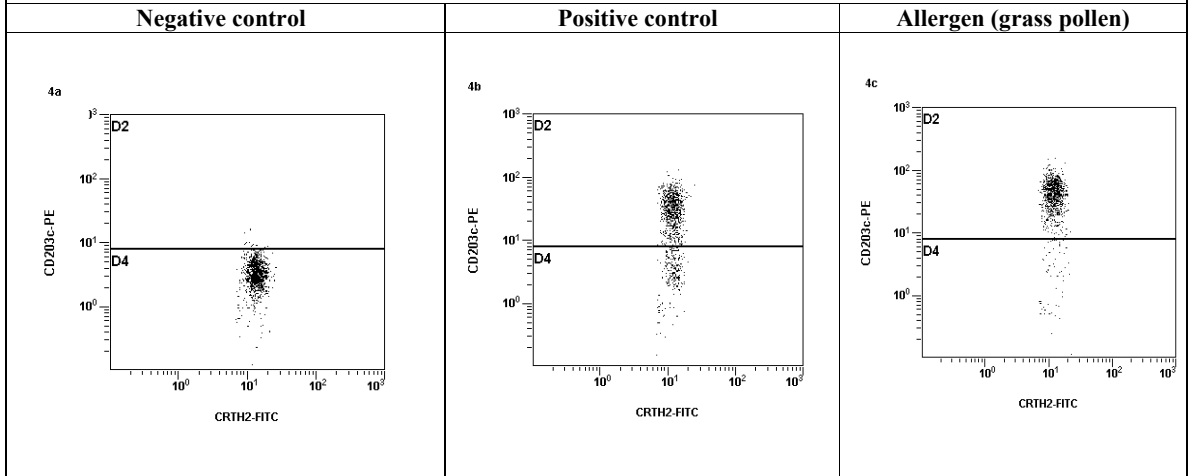 Negative control
Positive control
Allergen (grass pollen)
4a
)³
D2
10²
10¹
D4
10⁰
CD203c-PE
10⁰ 10¹ 10² 10³
CRTH2-FITC
4b
10³
D2
10²
10¹
D4
10⁰
CD203c-PE
10⁰ 10¹ 10² 10³
CRTH2-FITC
4c
10³
D2
10²
10¹
D4
10⁰
CD203c-PE
10⁰ 10¹ 10² 10³
CRTH2-FITC